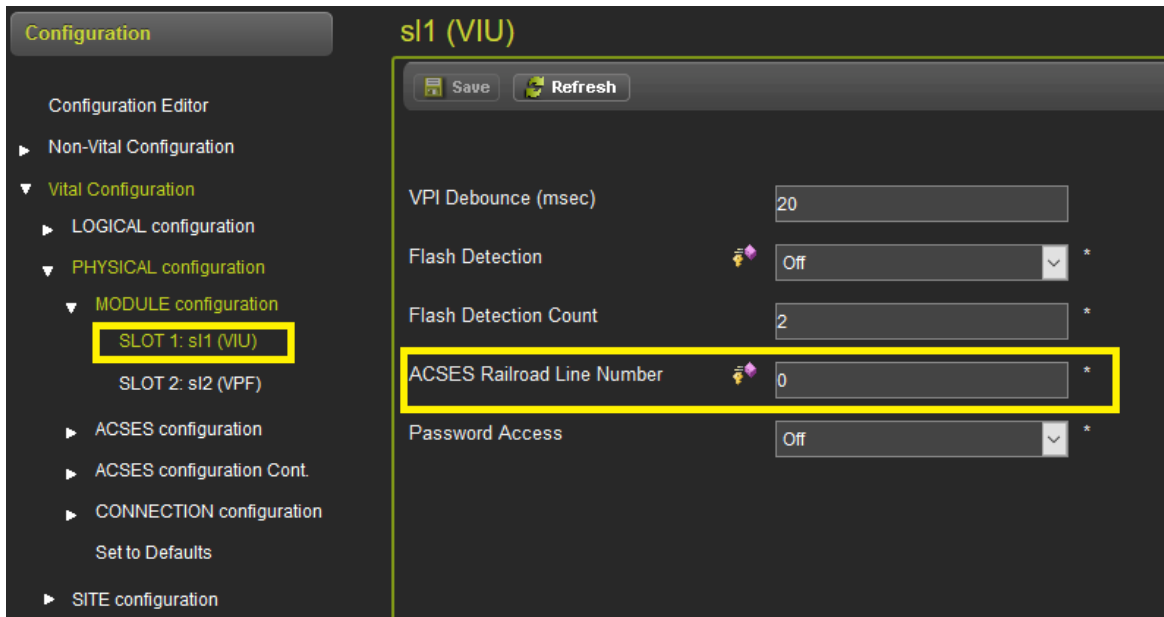 Configuration
Configuration Editor
Non-Vital Configuration
Vital Configuration
LOGICAL configuration
PHYSICAL configuration
MODULE configuration
SLOT 1: sl1 (VIU)
SLOT 2: sl2 (VPF)
ACSES configuration
ACSES configuration Cont.
CONNECTION configuration
Set to Defaults
SITE configuration
sl1 (VIU)
Save Refresh
VPI Debounce (msec) 20
Flash Detection Off *
Flash Detection Count 2 *
ACSES Railroad Line Number 0 *
Password Access Off *